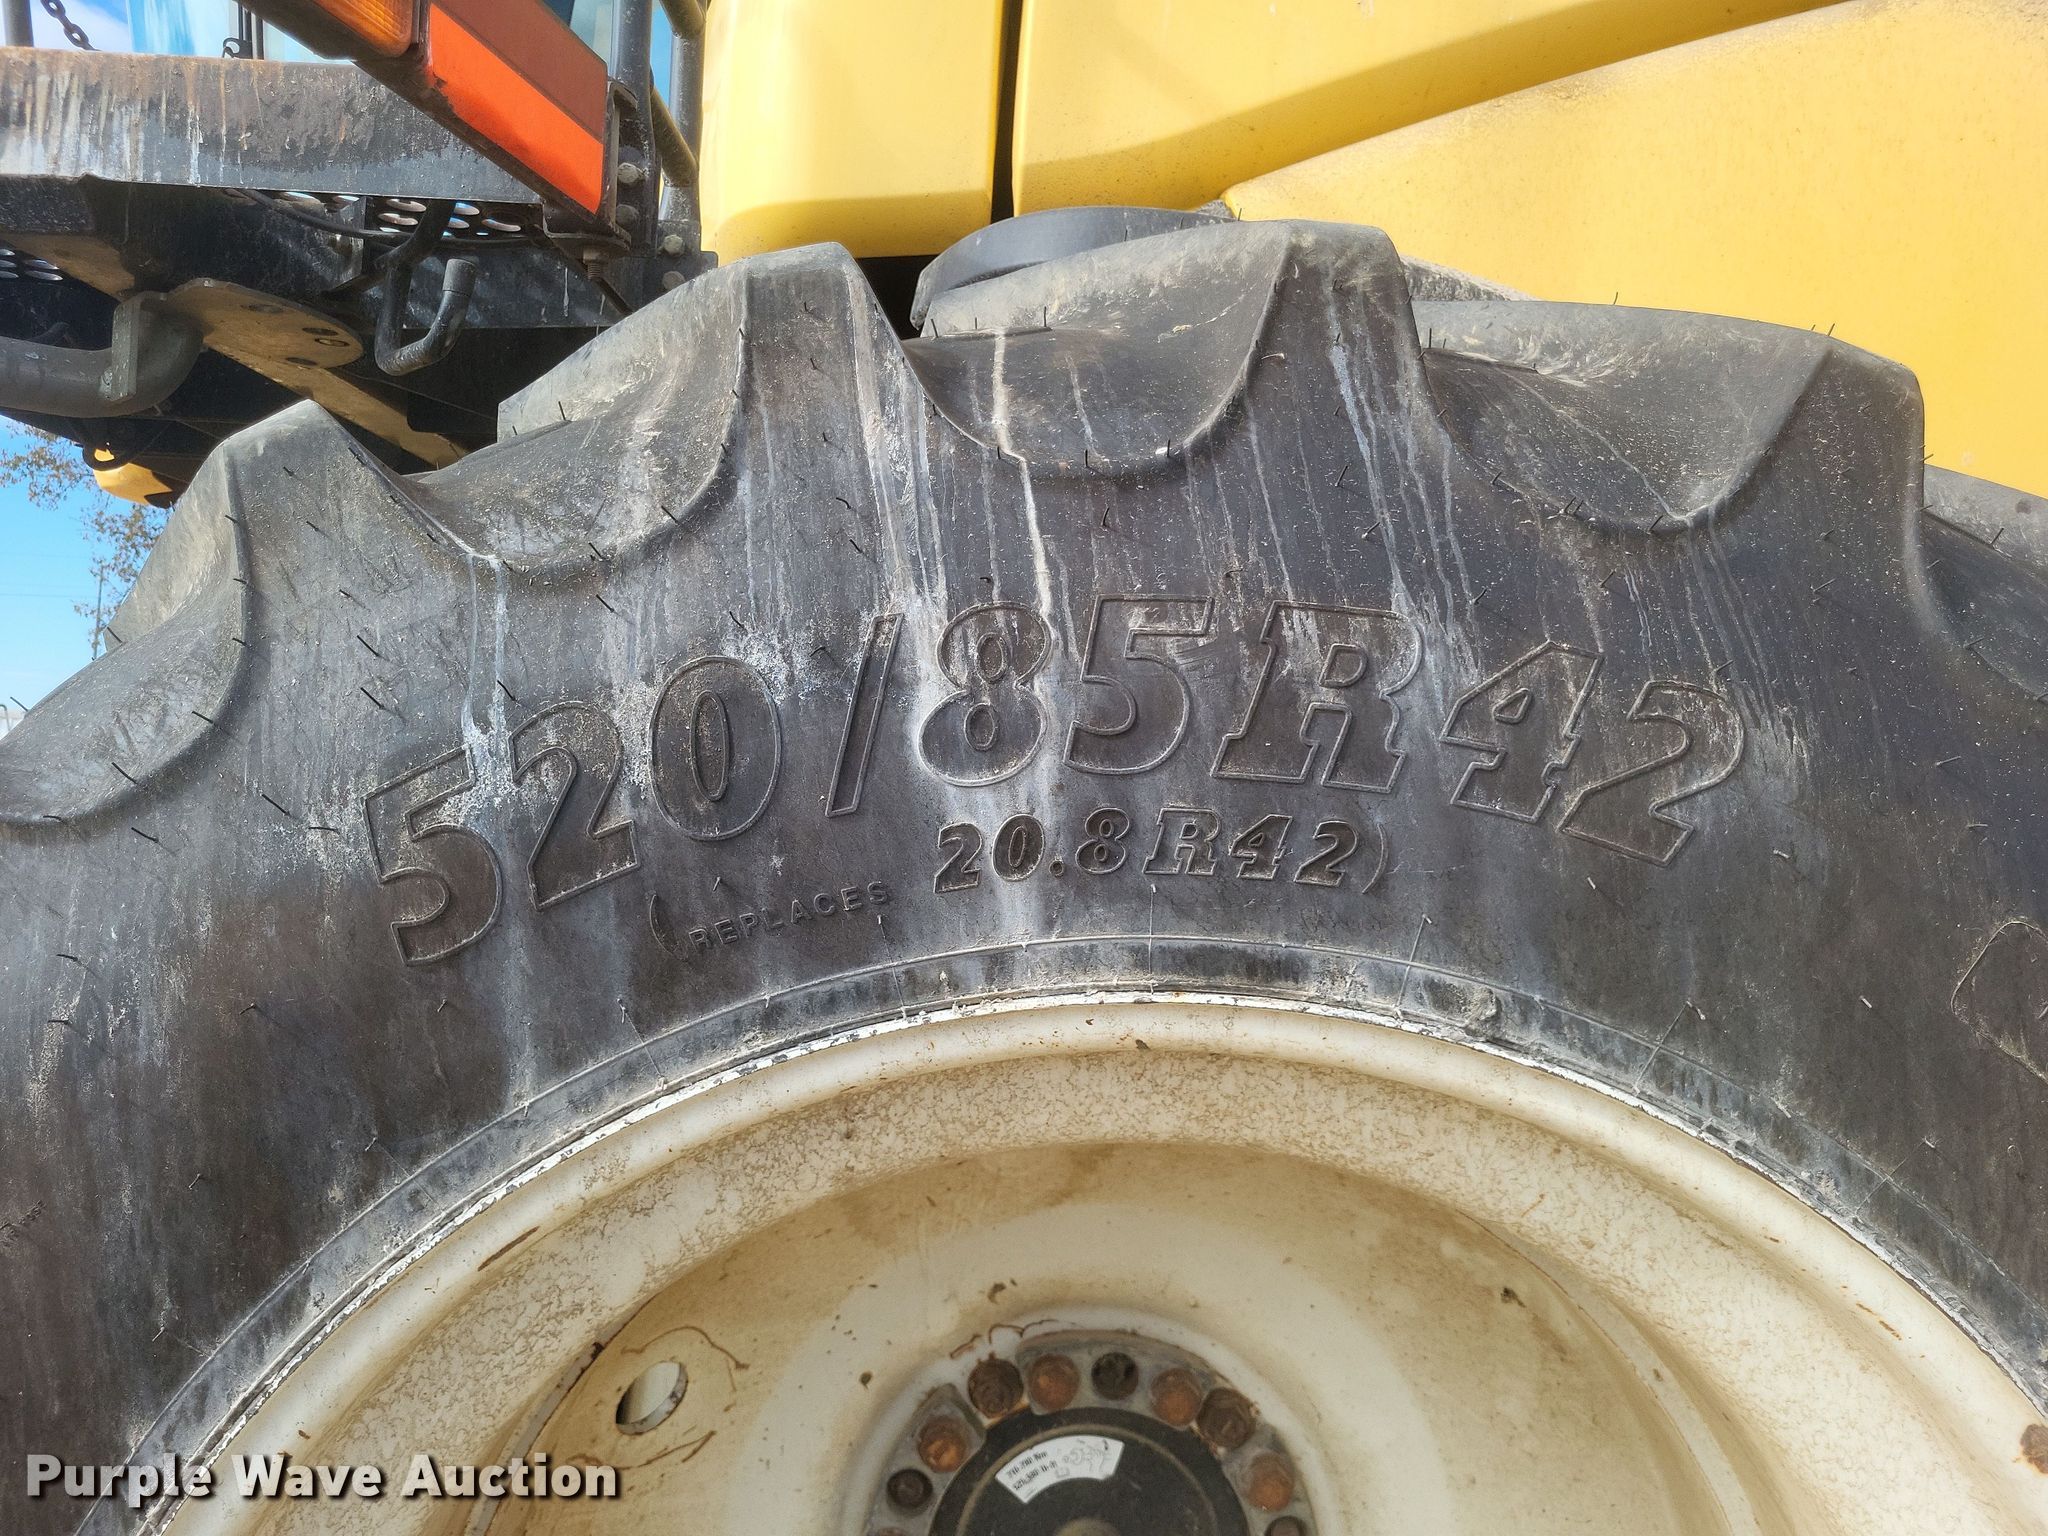 520/85R42
(REPLACES 20.8R42)
Purple Wave Auction